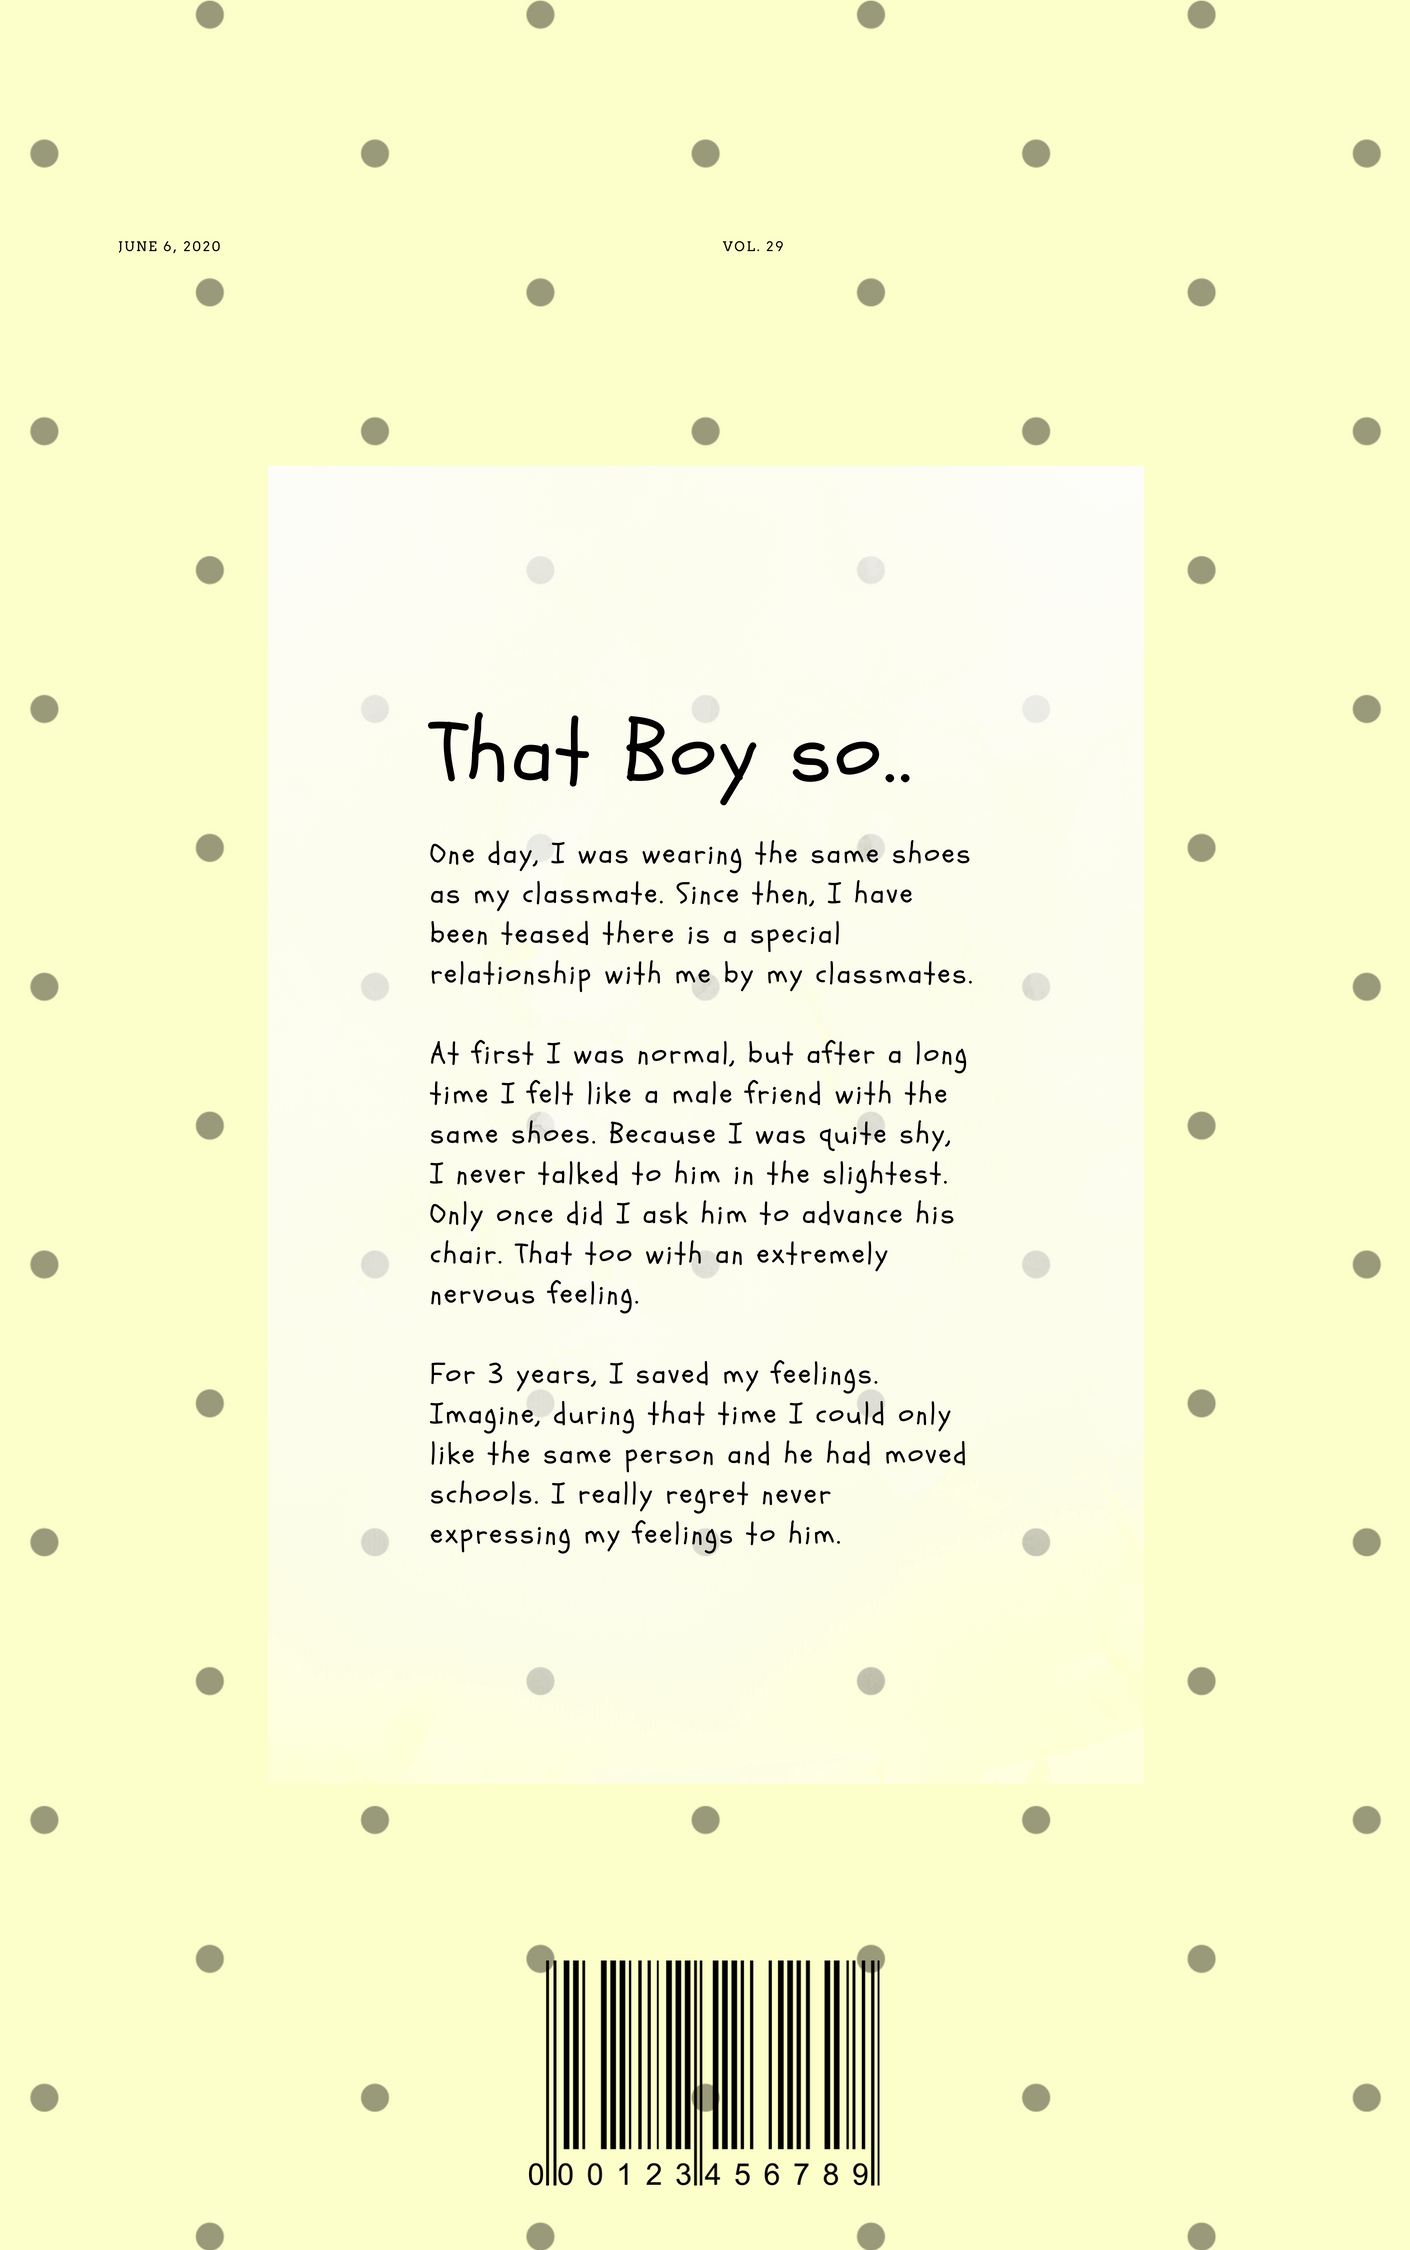 JUNE 6, 2020 VOL. 29
That Boy so..
One day, I was wearing the same shoes
as my classmate. Since then, I have
been teased there is a special
relationship with me by my classmates.
At first I was normal, but after a long
time I felt like a male friend with the
same shoes. Because I was quite shy,
I never talked to him in the slightest.
Only once did I ask him to advance his
chair. That too with an extremely
nervous feeling.
For 3 years, I saved my feelings.
Imagine, during that time I could only
like the same person and he had moved
schools. I really regret never
expressing my feelings to him.
0 0 0 1 2 3 4 5 6 7 8 9